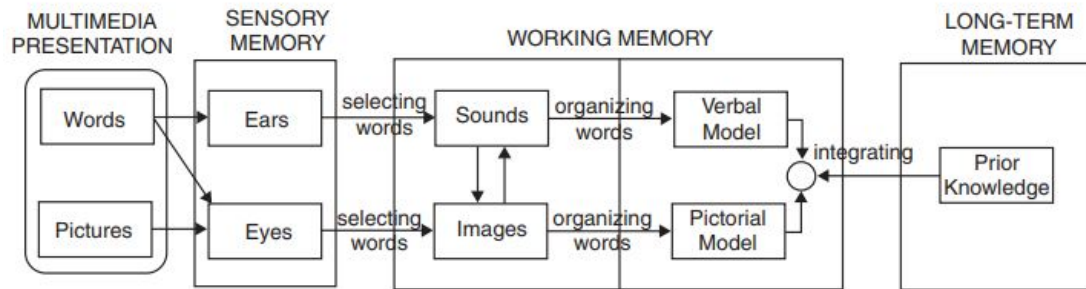 MULTIMEDIA
PRESENTATION
SENSORY
MEMORY
WORKING MEMORY
LONG-TERM
MEMORY
Words
Ears
selecting
words
Sounds
organizing
words
Verbal
Model
integrating
Prior
Knowledge
Pictures
Eyes
selecting
words
Images
organizing
words
Pictorial
Model